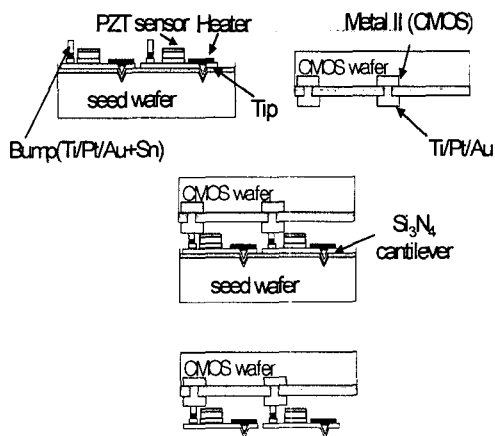 PZT sensor Heater
Metal II (CMOS)
CMOS wafer
seed wafer
Tip
Bump(Ti/Pt/Au+Sn)
Ti/Pt/Au
CMOS wafer
Si₃N₄
cantilever
seed wafer
CMOS wafer